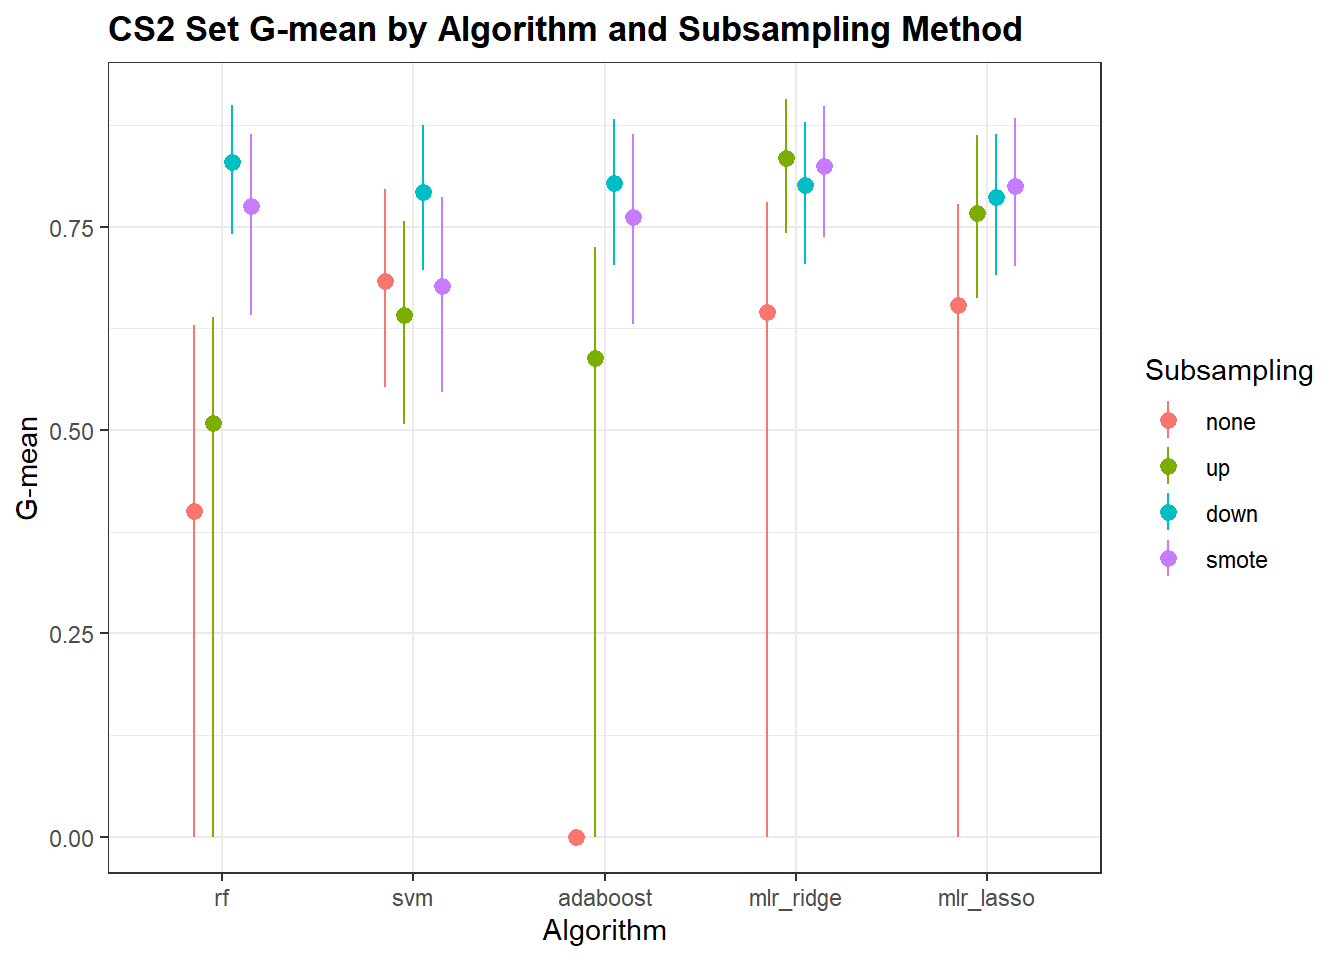 CS2 Set G-mean by Algorithm and Subsampling Method
G-mean
0.75
0.50
0.25
0.00
rf
svm
adaboost
mlr_ridge
mlr_lasso
Algorithm
Subsampling
none
up
down
smote